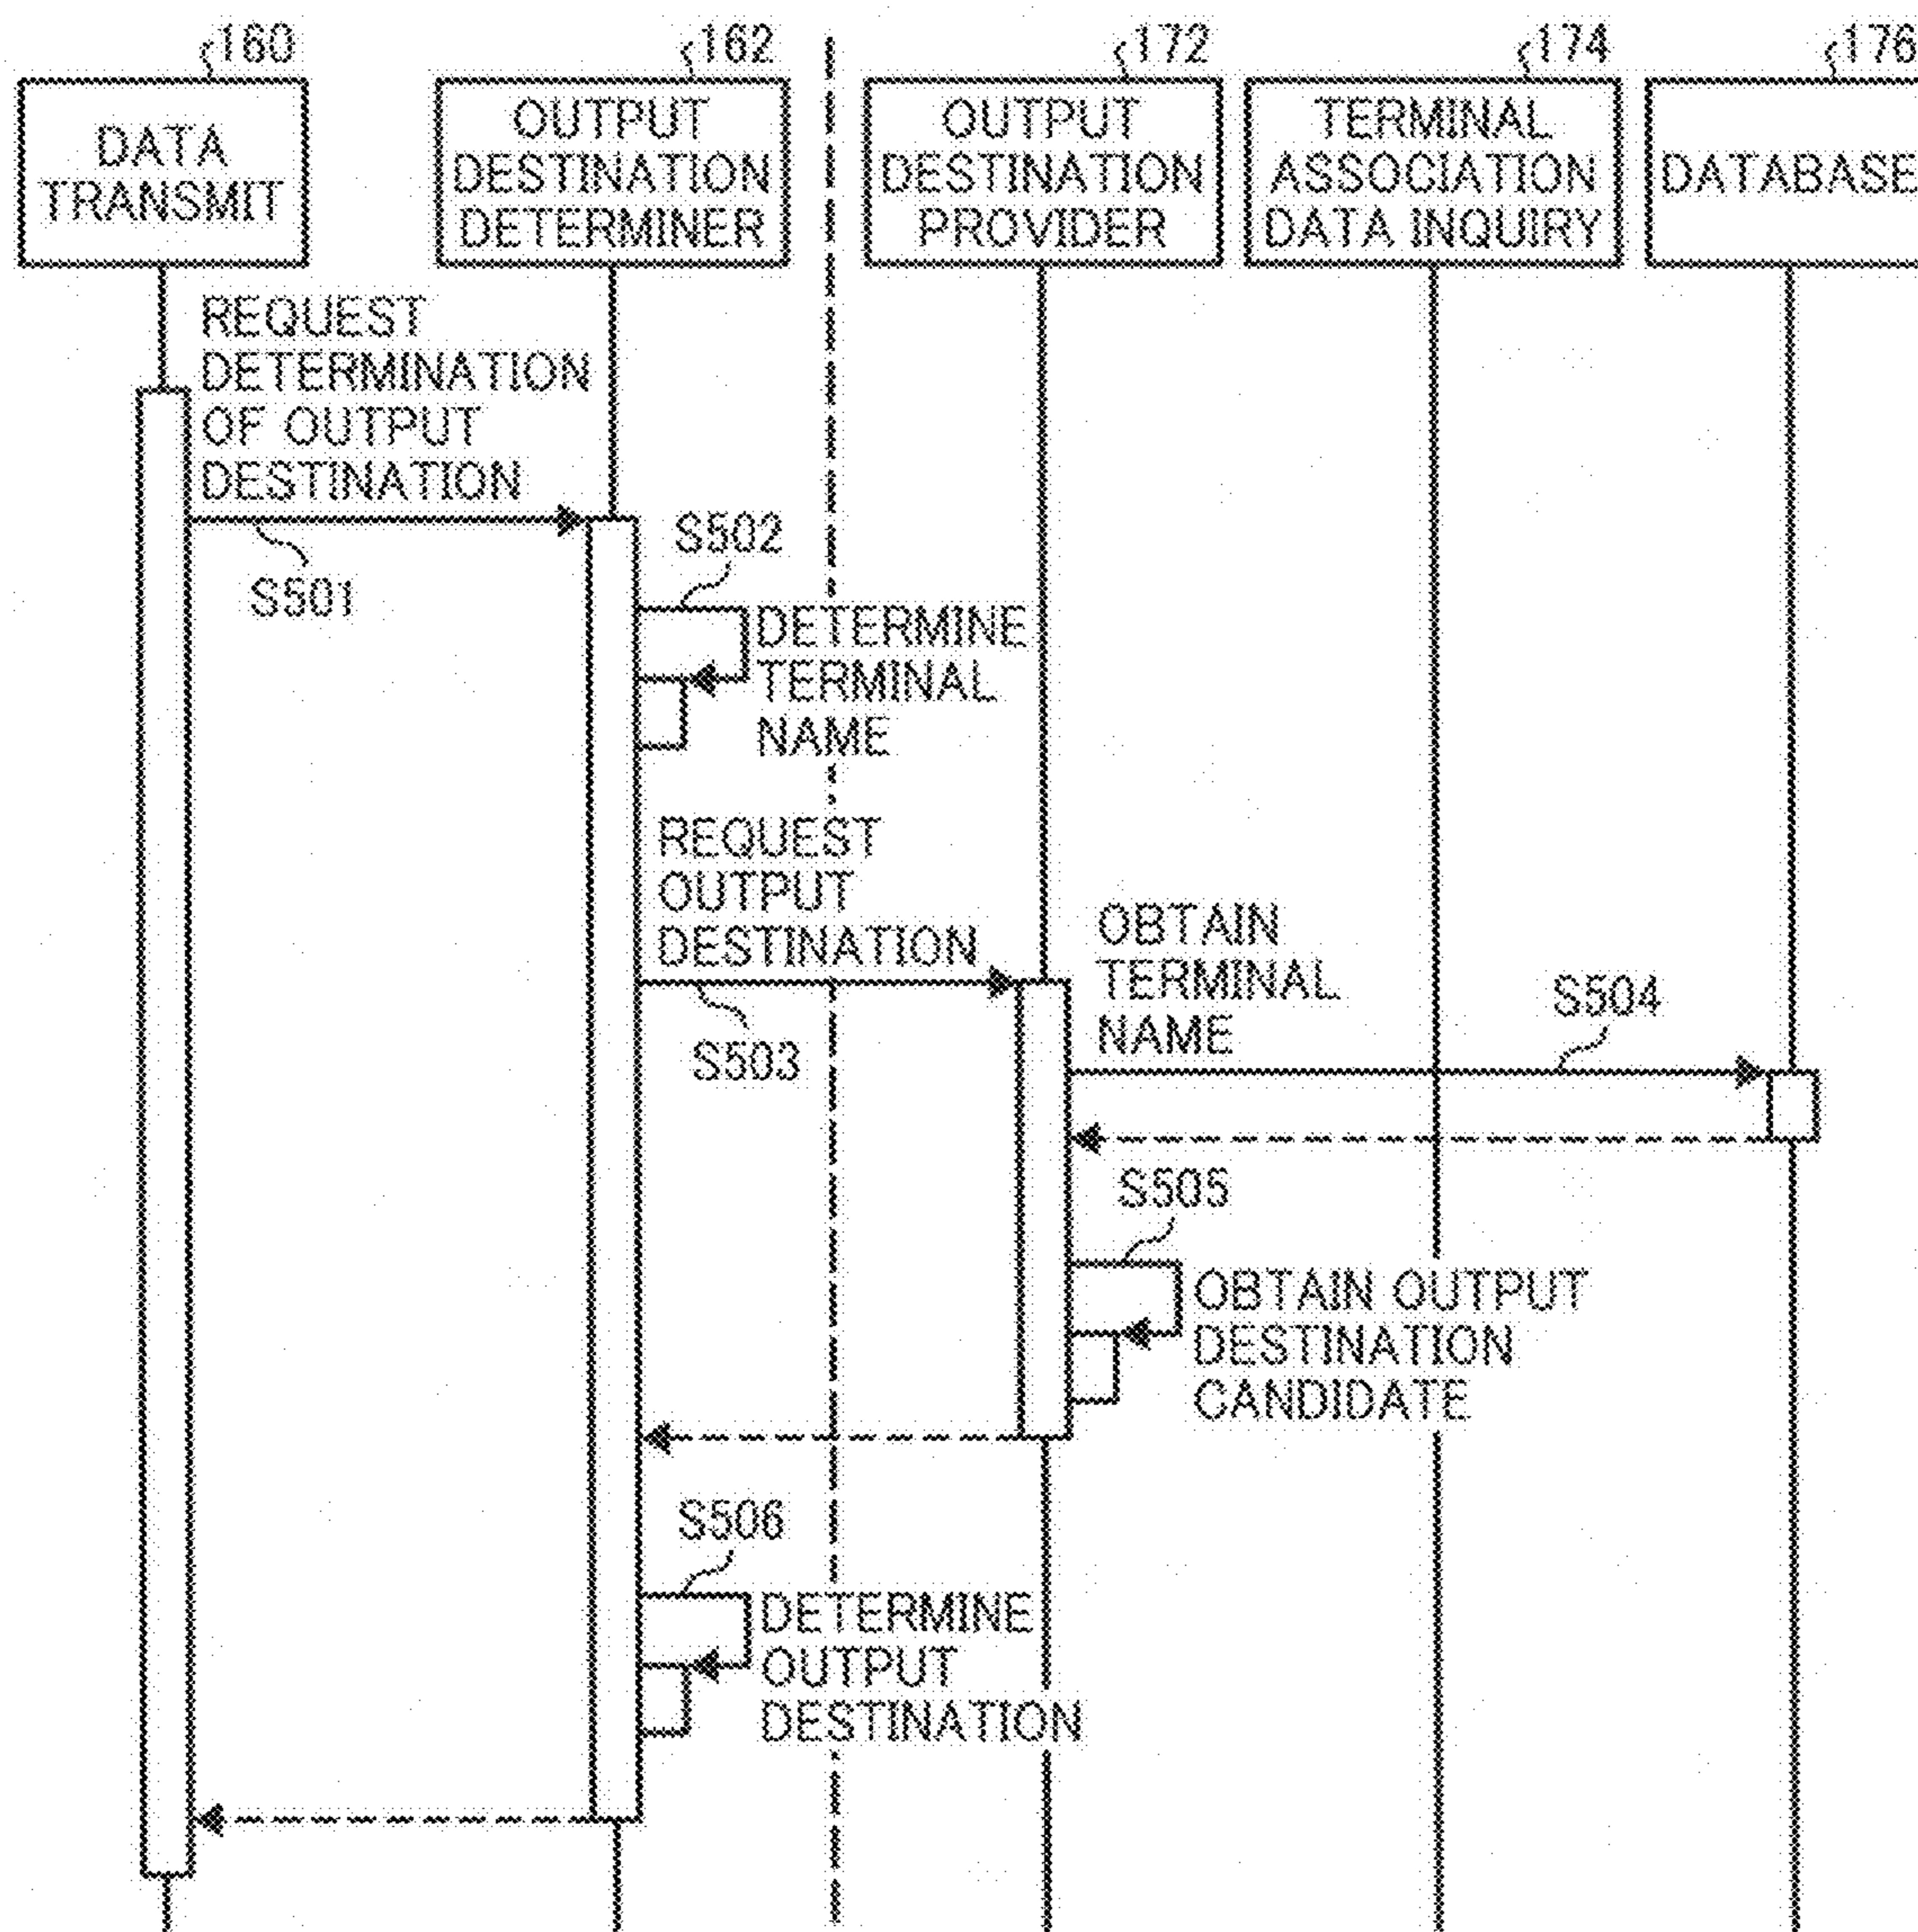 160
162
172
174
176
DATA
TRANSMIT
OUTPUT
DESTINATION
DETERMINER
OUTPUT
DESTINATION
PROVIDER
TERMINAL
ASSOCIATION
DATA INQUIRY
DATABASE
REQUEST
DETERMINATION
OF OUTPUT
DESTINATION
S501
S502
DETERMINE
TERMINAL
NAME
REQUEST
OUTPUT
DESTINATION
S503
OBTAIN
TERMINAL
NAME
S504
S505
OBTAIN OUTPUT
DESTINATION
CANDIDATE
S506
DETERMINE
OUTPUT
DESTINATION